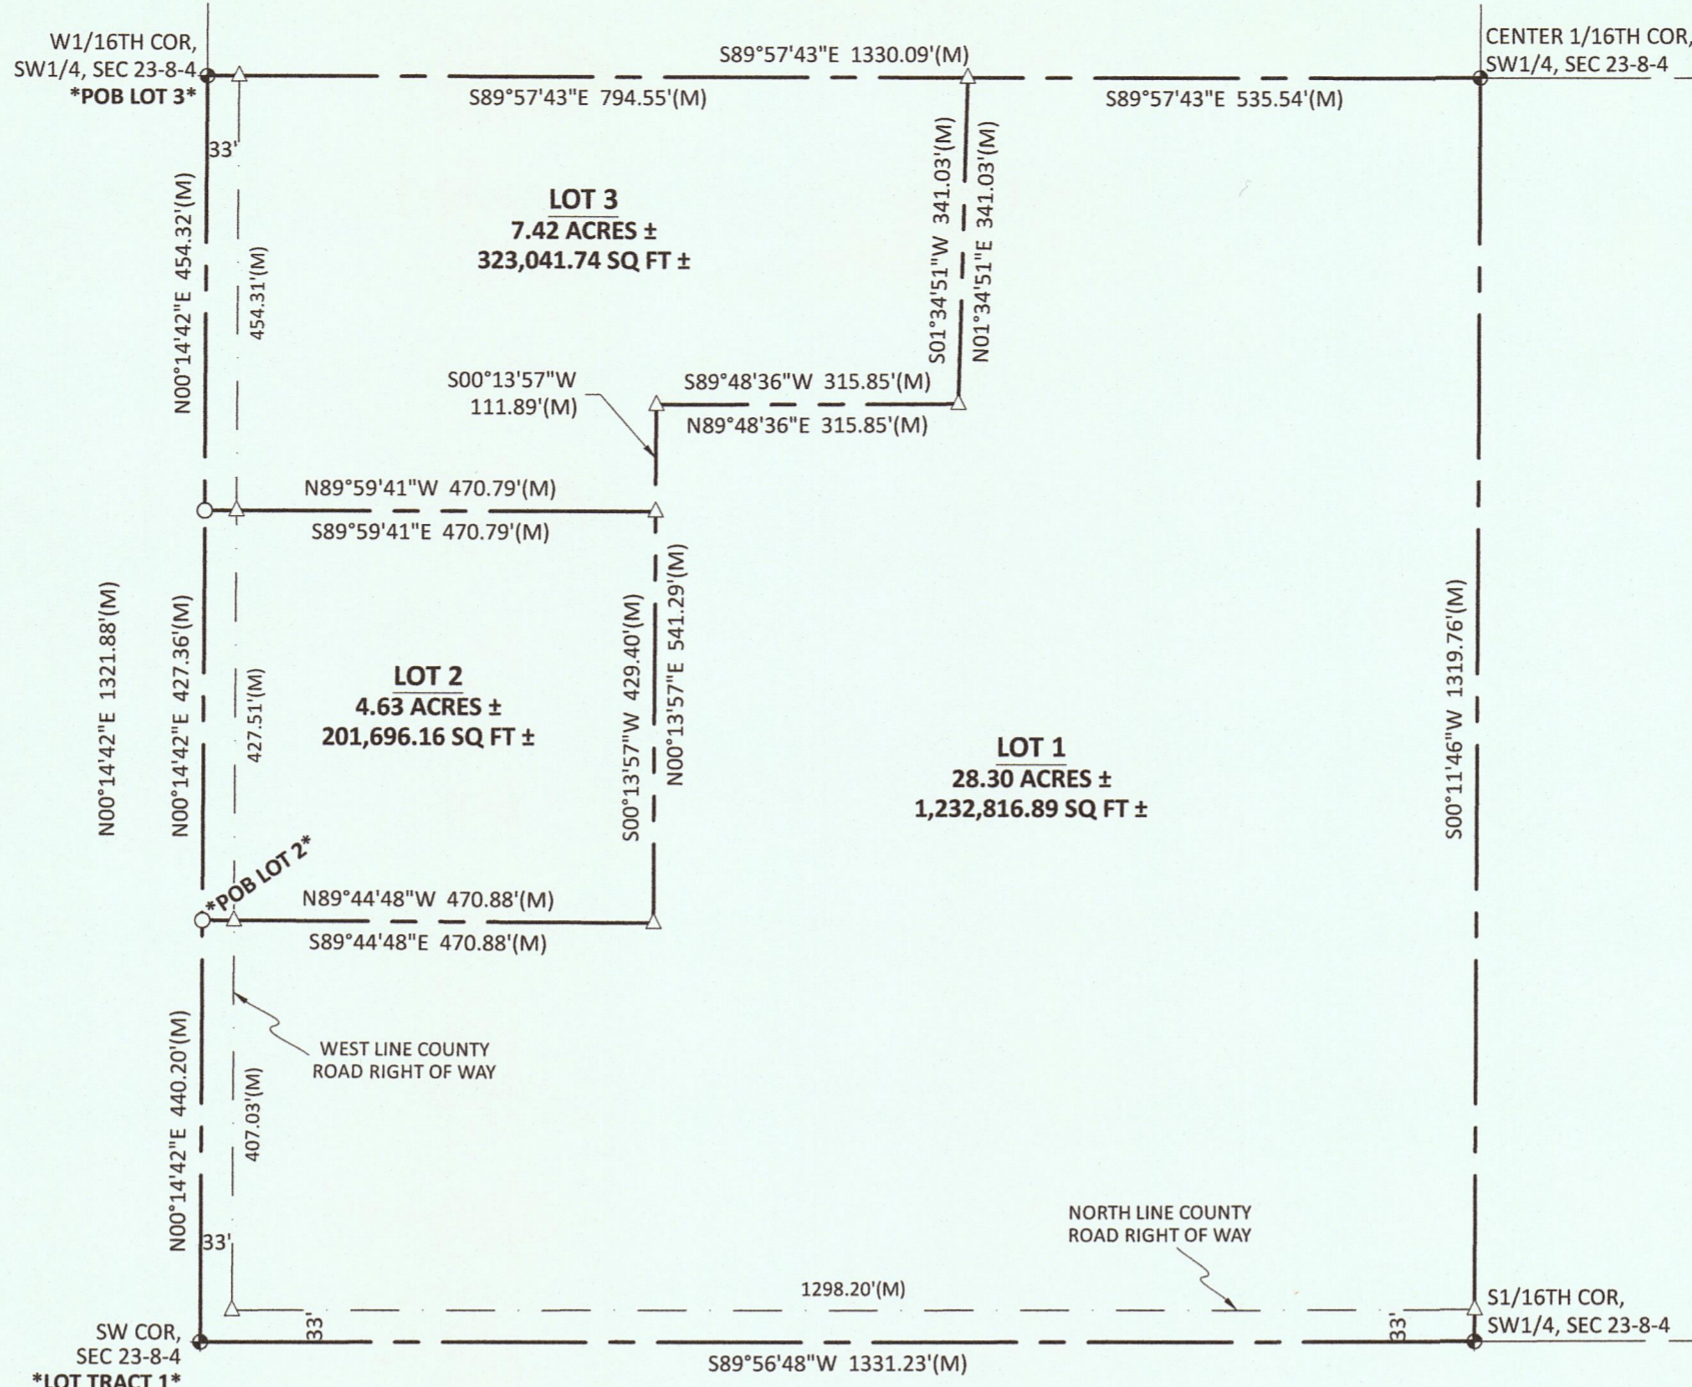 W1/16TH COR,
SW1/4, SEC 23-8-4
*POB LOT 3*
S89°57'43"E 1330.09'(M)
S89°57'43"E 794.55'(M)
S89°57'43"E 535.54'(M)
CENTER 1/16TH COR,
SW1/4, SEC 23-8-4
33'
N00°14'42"E 454.32'(M)
454.31'(M)
LOT 3
7.42 ACRES ±
323,041.74 SQ FT ±
S01°34'51"W 341.03'(M)
N01°34'51"E 341.03'(M)
S00°13'57"W
111.89'(M)
S89°48'36"W 315.85'(M)
N89°48'36"E 315.85'(M)
N89°59'41"W 470.79'(M)
S89°59'41"E 470.79'(M)
N00°14'42"E 1321.88'(M)
N00°14'42"E 427.36'(M)
427.51'(M)
LOT 2
4.63 ACRES ±
201,696.16 SQ FT ±
S00°13'57"W 429.40'(M)
N00°13'57"E 541.29'(M)
LOT 1
28.30 ACRES ±
1,232,816.89 SQ FT ±
S00°11'46"W 1319.76'(M)
*POB LOT 2*
N89°44'48"W 470.88'(M)
S89°44'48"E 470.88'(M)
N00°14'42"E 440.20'(M)
407.03'(M)
WEST LINE COUNTY
ROAD RIGHT OF WAY
33'
NORTH LINE COUNTY
ROAD RIGHT OF WAY
1298.20'(M)
33'
33'
S1/16TH COR,
SW1/4, SEC 23-8-4
SW COR,
SEC 23-8-4
*LOT TRACT 1*
S89°56'48"W 1331.23'(M)